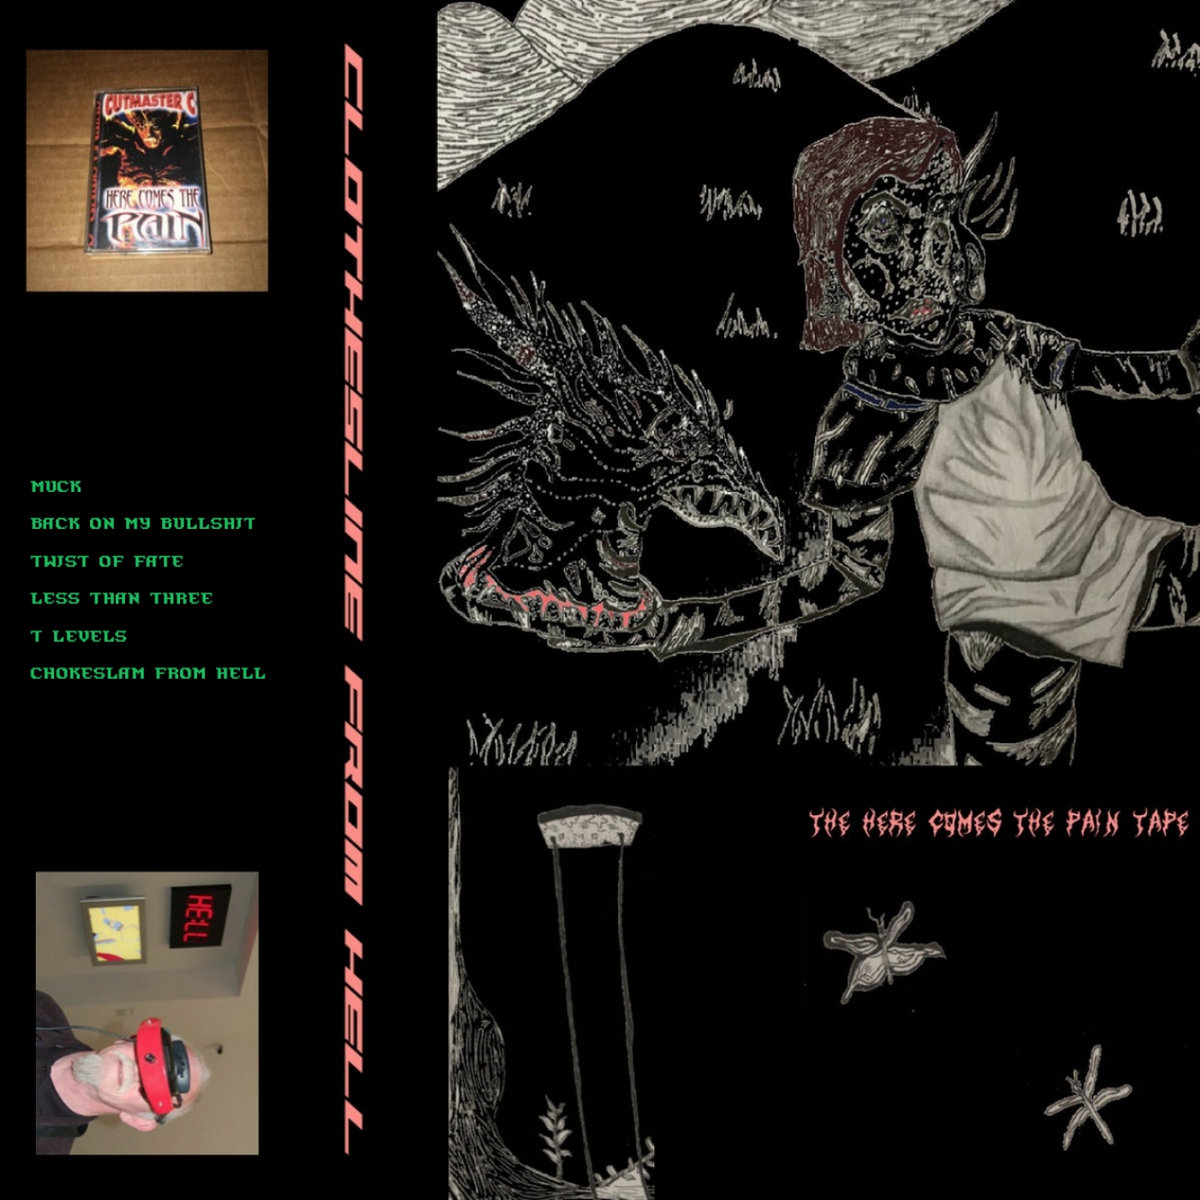 CUTMASTER C
HERE COMES THE
PAIN
MUCK
BACK ON MY BULLSHIT
TWIST OF FATE
LESS THAN THREE
T LEVELS
CHOKESLAM FROM HELL
HELL
CLOTHESLINE FROM HELL
THE HERE COMES THE PAIN TAPE